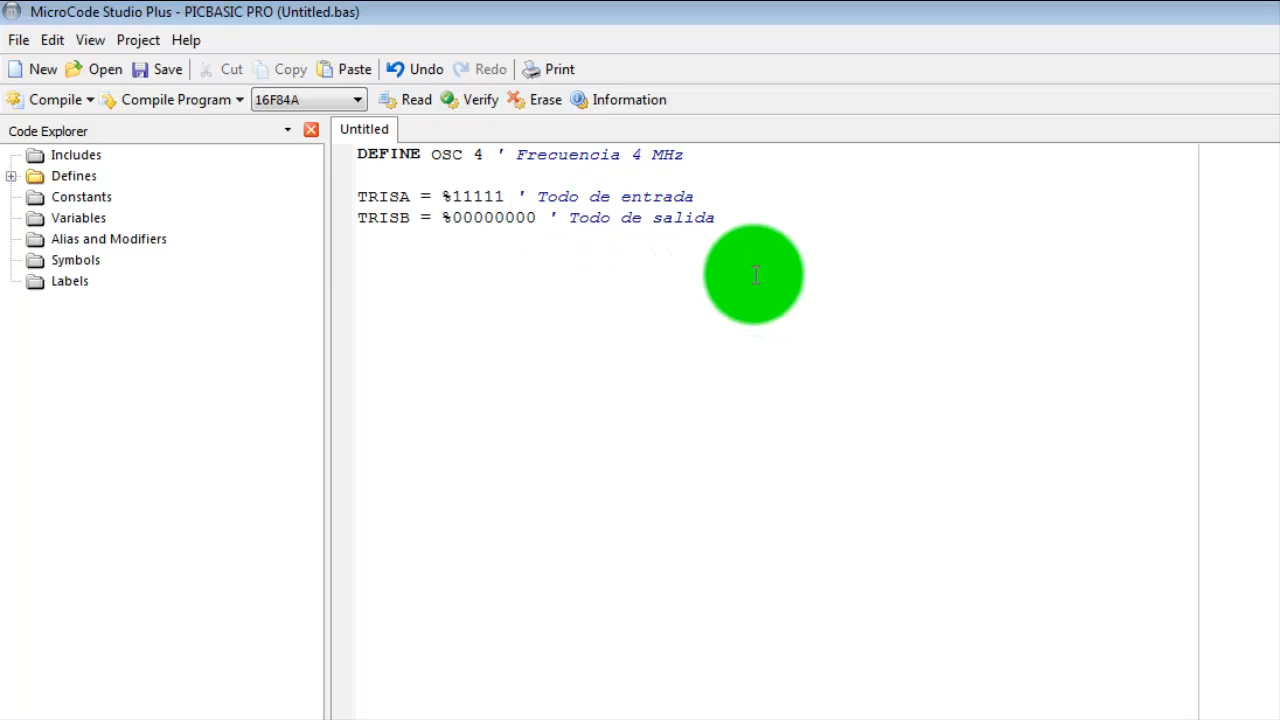 MicroCode Studio Plus - PICBASIC PRO (Untitled.bas)
File Edit View Project Help
New Open Save Cut Copy Paste Undo Redo Print
Compile Compile Program 16F84A Read Verify Erase Information
Code Explorer
Untitled
Includes
Defines
Constants
Variables
Alias and Modifiers
Symbols
Labels
DEFINE OSC 4 ' Frecuencia 4 MHz
TRISA = %11111 ' Todo de entrada
TRISB = %00000000 ' Todo de salida